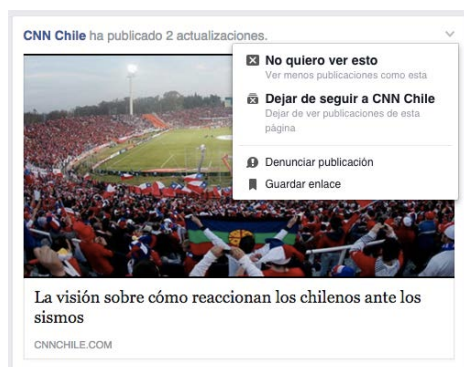 CNN Chile ha publicado 2 actualizaciones.
No quiero ver esto
Ver menos publicaciones como esta
Dejar de seguir a CNN Chile
Dejar de ver publicaciones de esta
página
Denunciar publicación
Guardar enlace
La visión sobre cómo reaccionan los chilenos ante los
sismos
CNNCHILE.COM